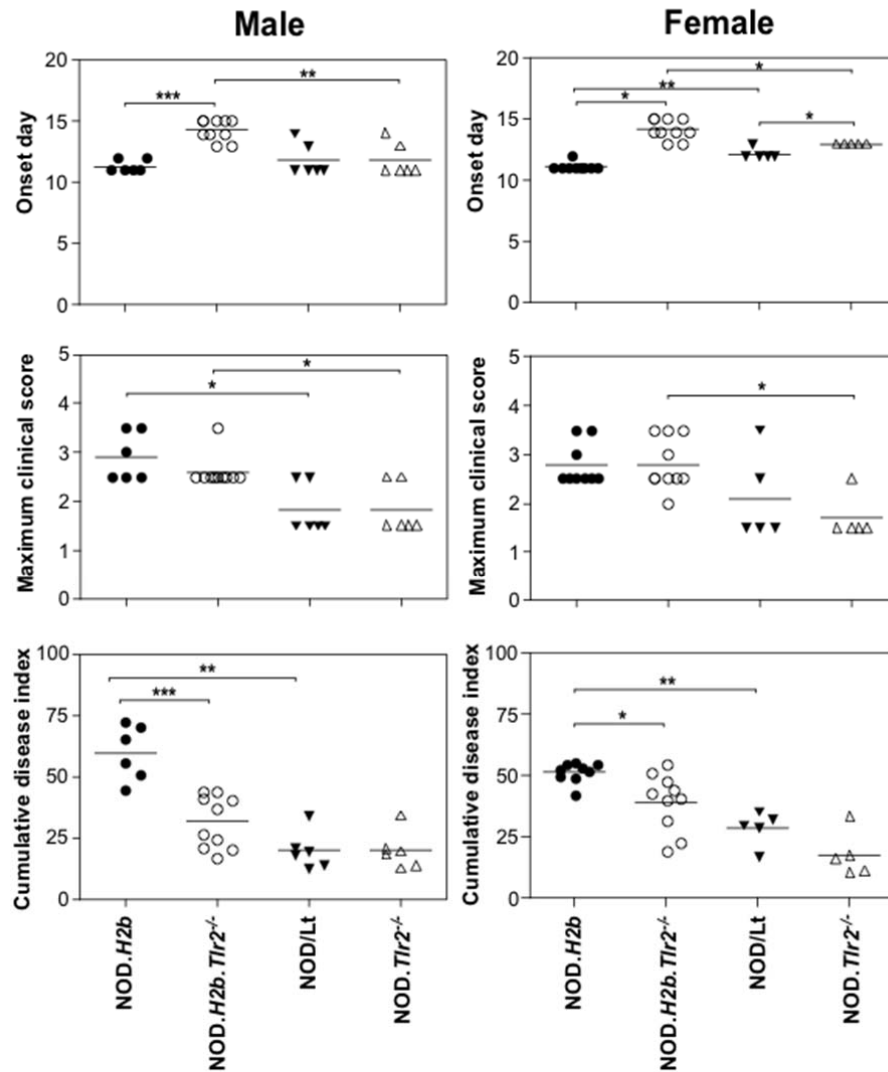 Male
Female
Onset day
20
15
10
5
0
***
**
Onset day
20
15
10
5
0
*
**
*
*
Maximum clinical score
5
4
3
2
1
0
*
*
Maximum clinical score
5
4
3
2
1
0
*
Cumulative disease index
100
75
50
25
0
**
***
Cumulative disease index
100
75
50
25
0
**
*
NOD.H2b
NOD.H2b.Tlr2-/-
NOD/Lt
NOD.Tlr2-/-
NOD.H2b
NOD.H2b.Tlr2-/-
NOD/Lt
NOD.Tlr2-/-